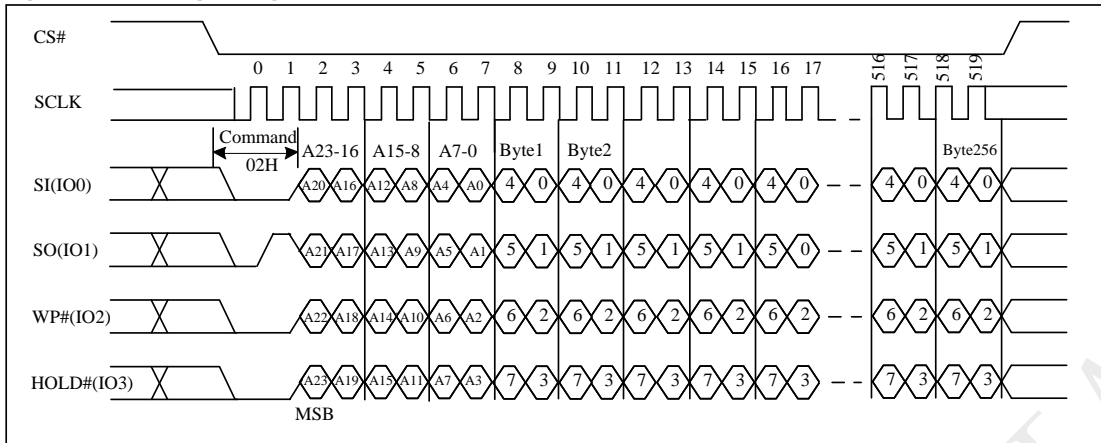 CS#
0 1 2 3 4 5 6 7 8 9 10 11 12 13 14 15 16 17 516 517 518 519
SCLK
Command
02H
A23-16 A15-8 A7-0 Byte1 Byte2 Byte256
SI(IO0) A20 A16 A12 A8 A4 A0 4 0 4 0 4 0 4 0 4 0 4 0 4 0
SO(IO1) A21 A17 A13 A9 A5 A1 5 1 5 1 5 1 5 1 5 0 5 1 5 1
WP#(IO2) A22 A18 A14 A10 A6 A2 6 2 6 2 6 2 6 2 6 2 6 2 6 2
HOLD#(IO3) A23 A19 A15 A11 A7 A3 7 3 7 3 7 3 7 3 7 3 7 3 7 3
MSB